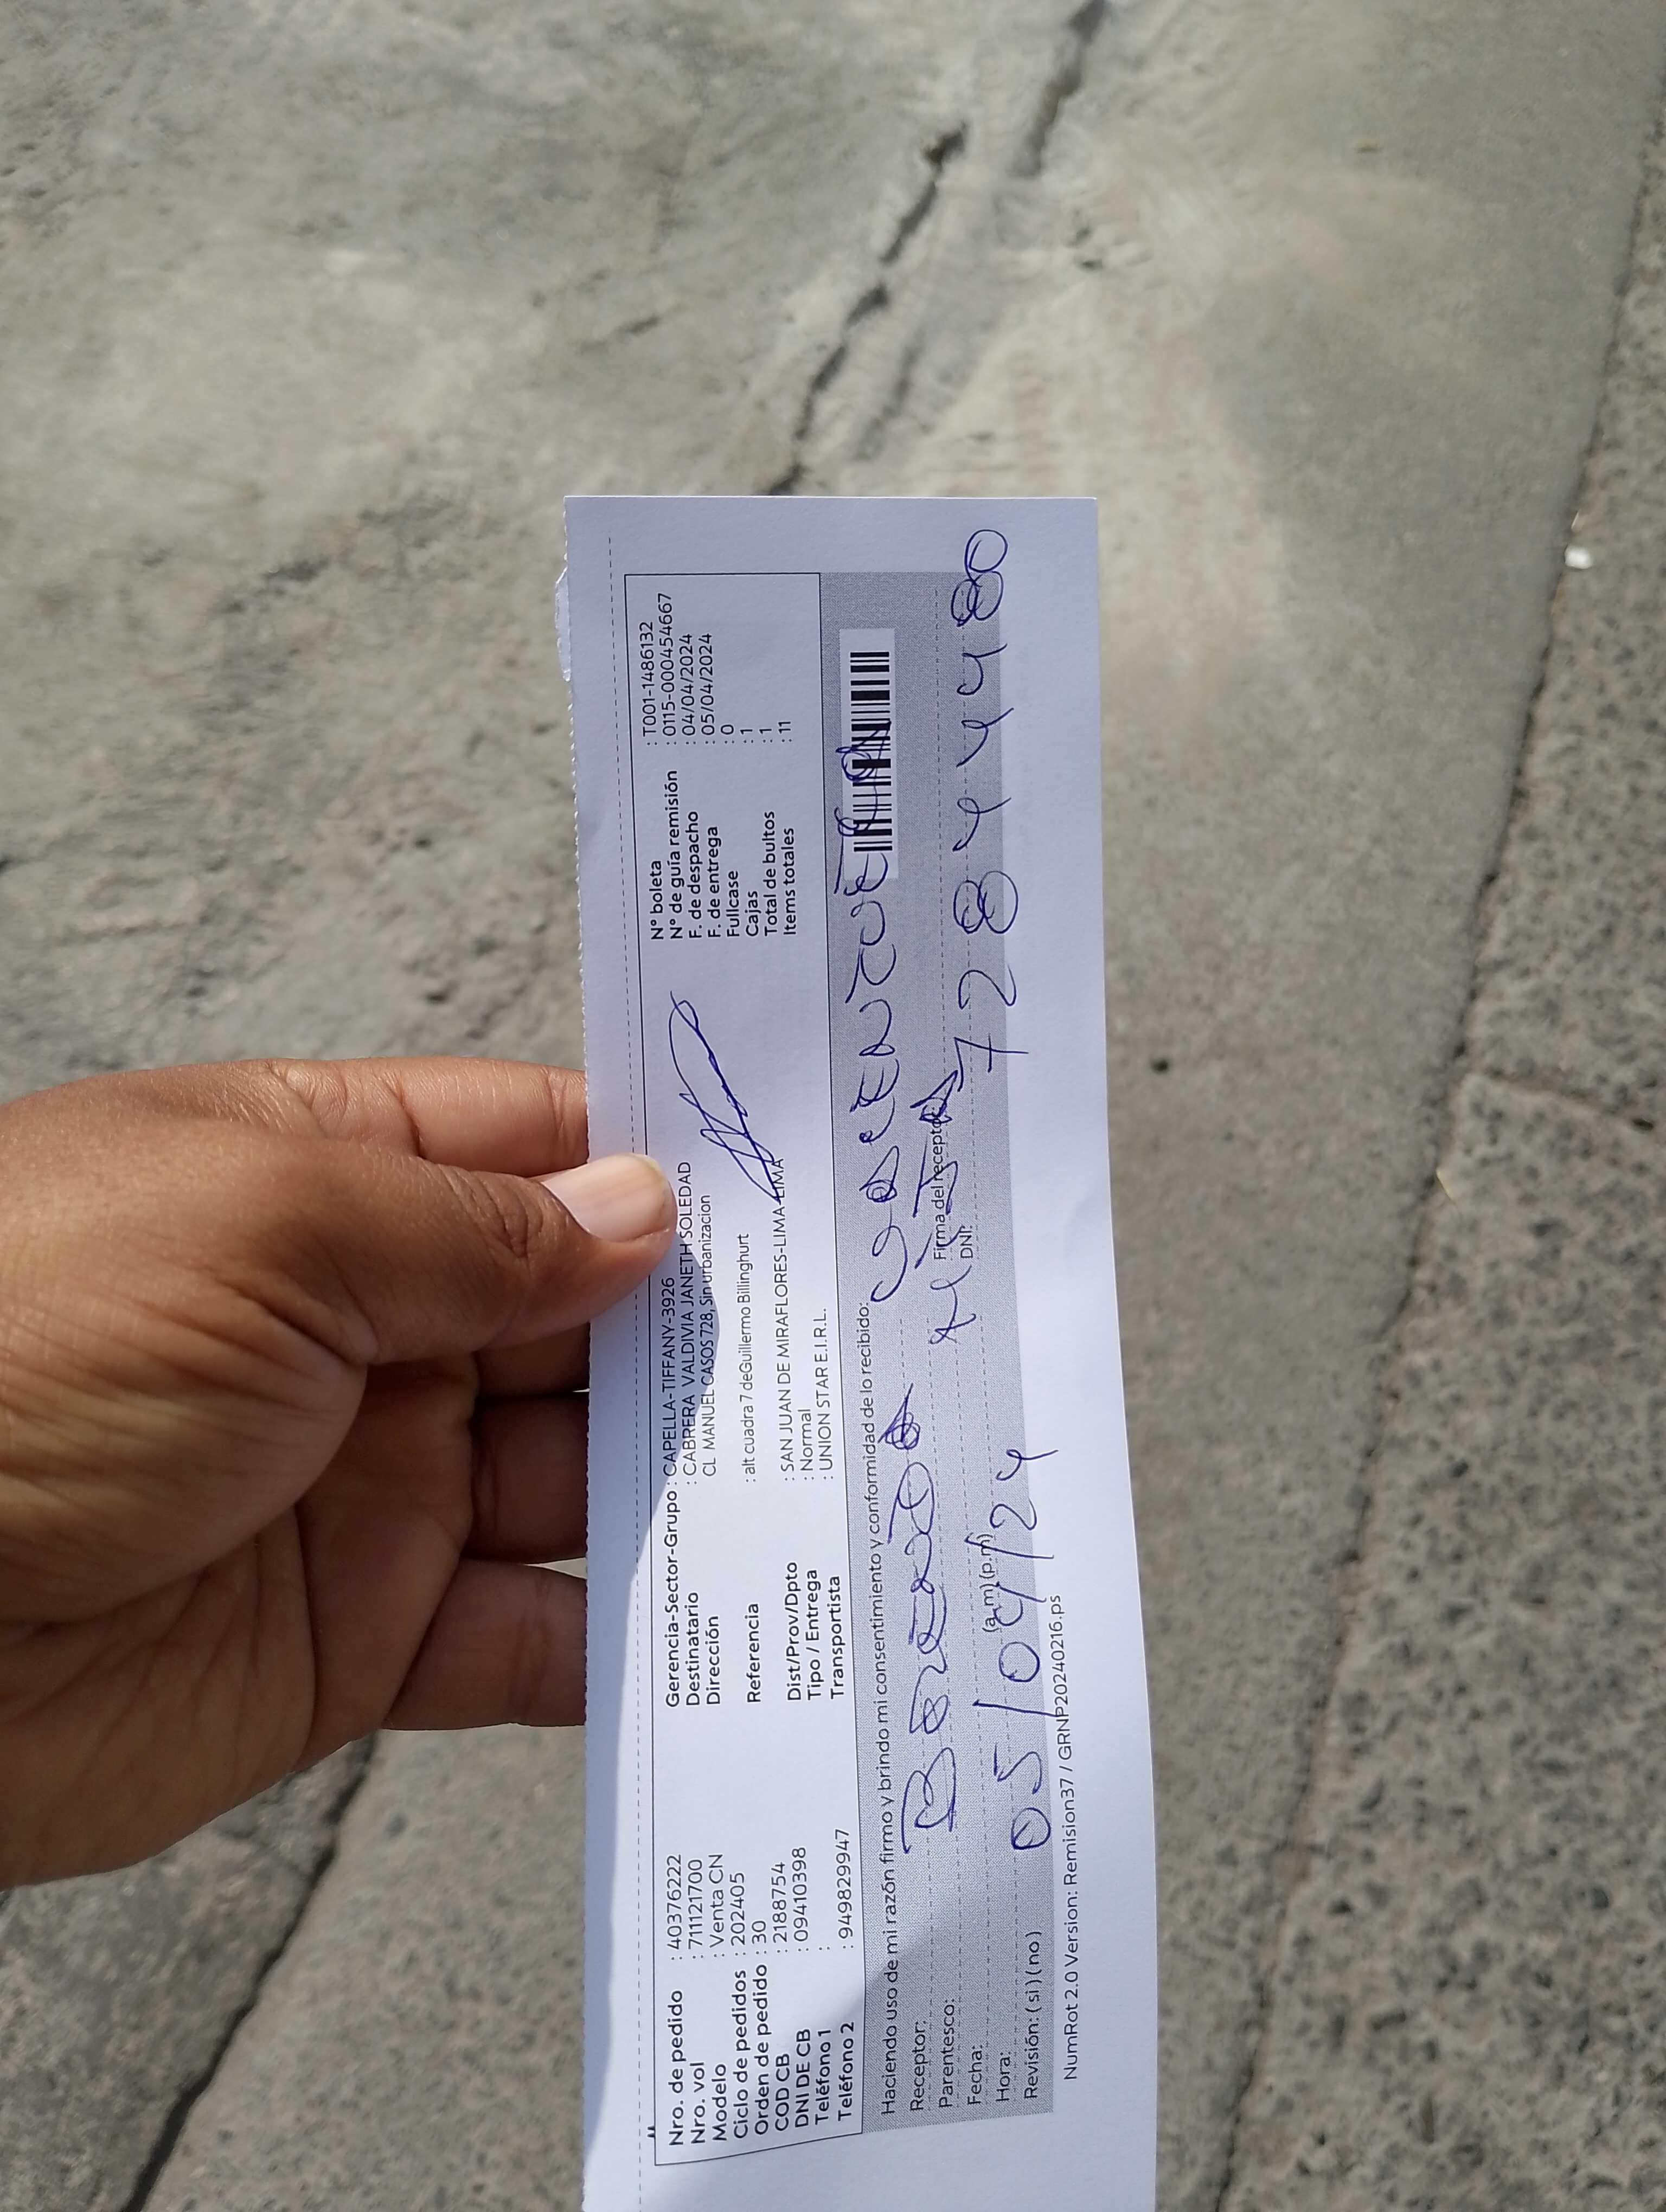 Nro. de pedido : 40376222
Nro. vol : 711121700
Modelo : Venta CN
Ciclo de pedidos : 202405
Orden de pedido : 30
COD CB : 2188754
DNI DE CB : 09410398
Teléfono 1 :
Teléfono 2 : 949829947
Gerencia-Sector-Grupo : CAPELLA-TIFFANY-3926
Destinatario : CABRERA VALDIVIA JANETH SOLEDAD
Dirección CL MANUEL CASOS 728, Sin urbanizacion
Referencia : alt cuadra 7 deGuillermo Billinghurt
Dist/Prov/Dpto : SAN JUAN DE MIRAFLORES-LIMA-LIMA
Tipo / Entrega : Normal
Transportista : UNION STAR E.I.R.L.
N° boleta : T001-1486132
N° de guía remisión : 0115-000454667
F. de despacho : 04/04/2024
F. de entrega : 05/04/2024
Fullcase : 0
Cajas : 1
Total de bultos : 1
Items totales : 11
Haciendo uso de mi razón firmo y brindo mi consentimiento y conformidad de lo recibido:
Receptor:
Parentesco:
Fecha:
Hora: (a.m) (p.m)
05/04/24
Revisión: (si) (no)
Firma del receptor
DNI: 72844480
NumRot 2.0 Version: Remision37 / GRNP20240216.ps